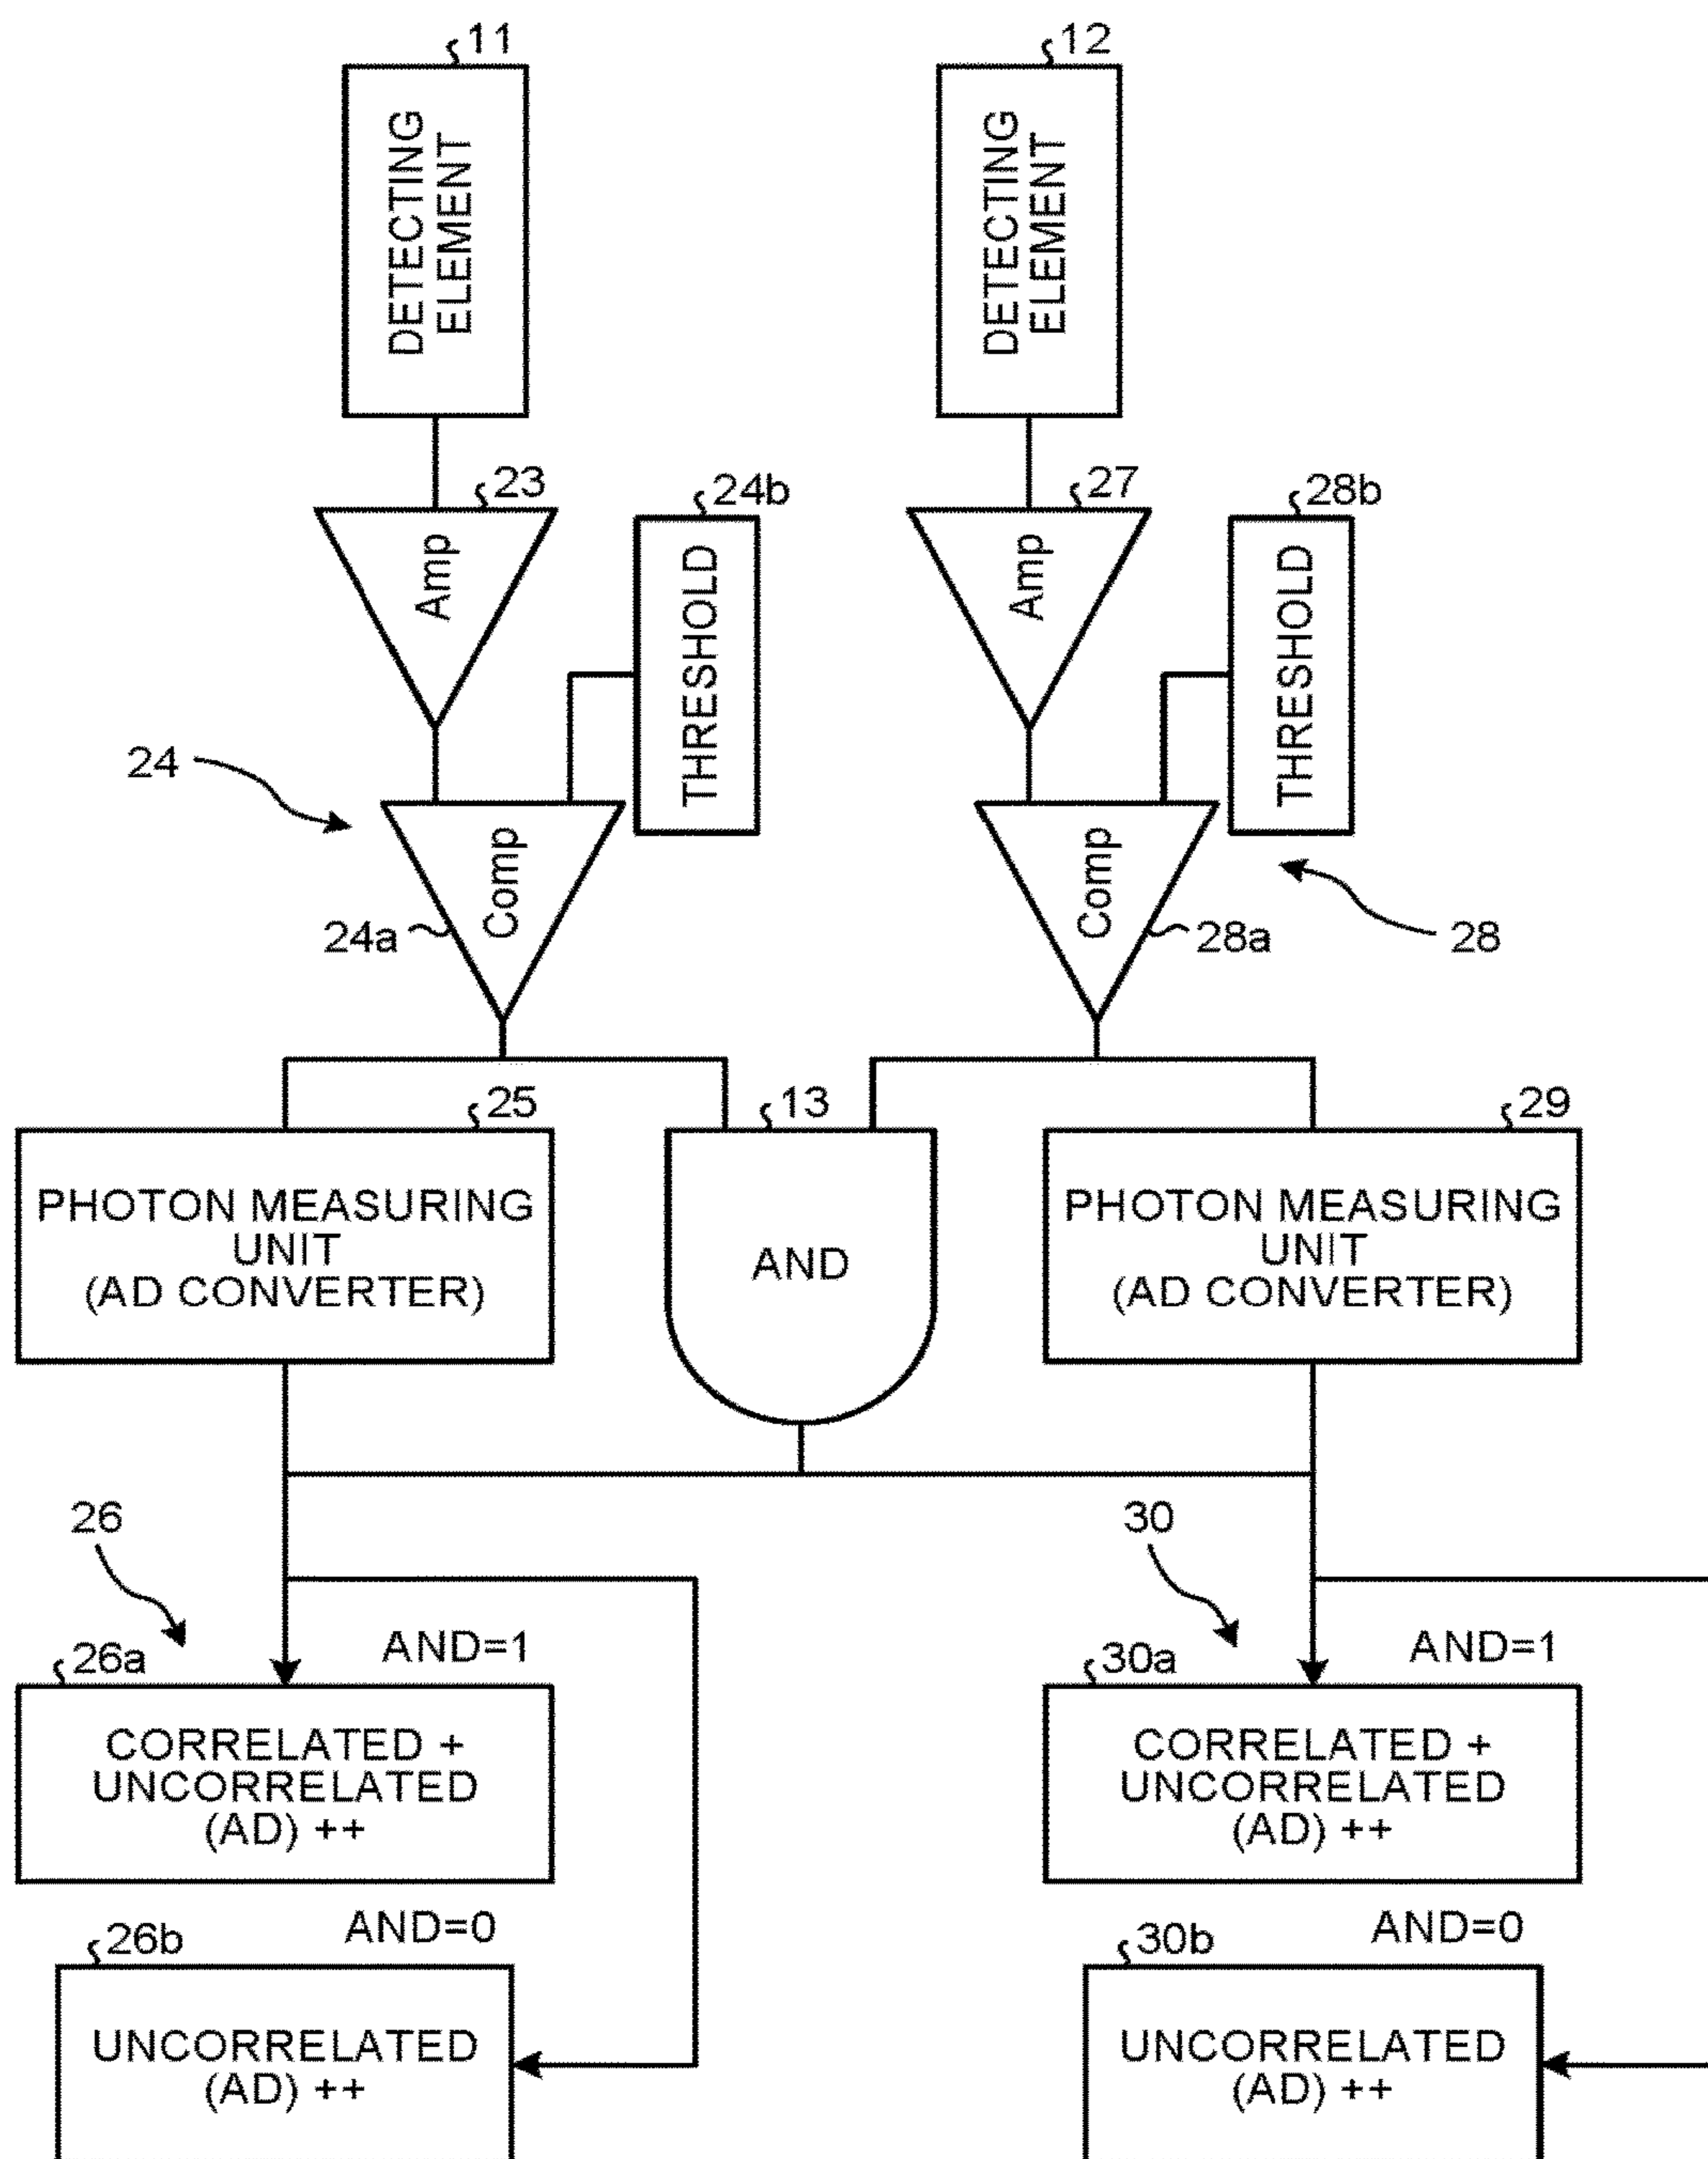 11
12
DETECTING
ELEMENT
DETECTING
ELEMENT
23
24b
27
28b
Amp
THRESHOLD
Amp
THRESHOLD
24
Comp
Comp
24a
28a
28
25
13
29
PHOTON MEASURING
UNIT
(AD CONVERTER)
AND
PHOTON MEASURING
UNIT
(AD CONVERTER)
26
30
26a
AND=1
30a
AND=1
CORRELATED +
UNCORRELATED
(AD) ++
CORRELATED +
UNCORRELATED
(AD) ++
26b
AND=0
30b
AND=0
UNCORRELATED
(AD) ++
UNCORRELATED
(AD) ++